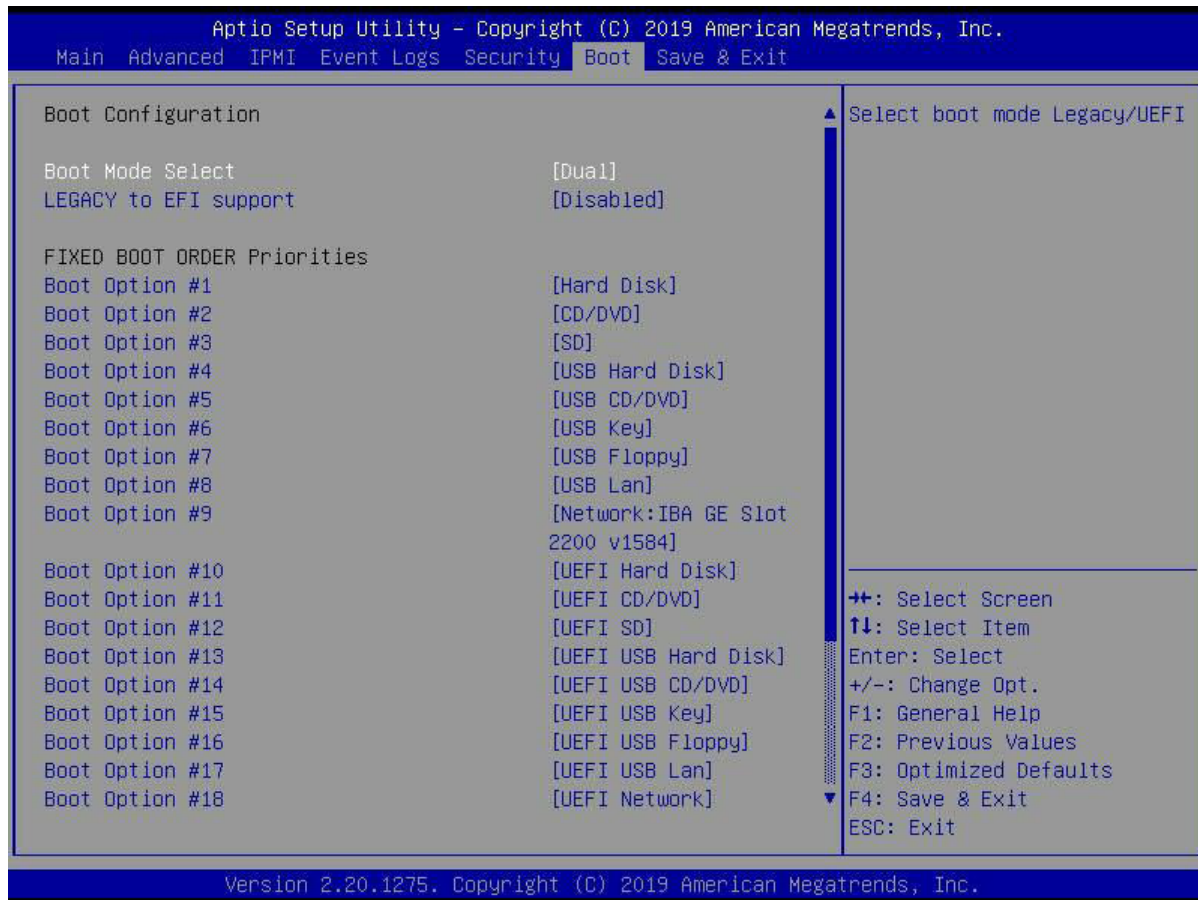 Aptio Setup Utility – Copyright (C) 2019 American Megatrends, Inc.
Main Advanced IPMI Event Logs Security Boot Save & Exit
Boot Configuration
Boot Mode Select [Dual]
LEGACY to EFI support [Disabled]
FIXED BOOT ORDER Priorities
Boot Option #1 [Hard Disk]
Boot Option #2 [CD/DVD]
Boot Option #3 [SD]
Boot Option #4 [USB Hard Disk]
Boot Option #5 [USB CD/DVD]
Boot Option #6 [USB Key]
Boot Option #7 [USB Floppy]
Boot Option #8 [USB Lan]
Boot Option #9 [Network:IBA GE Slot
2200 v1584]
Boot Option #10 [UEFI Hard Disk]
Boot Option #11 [UEFI CD/DVD]
Boot Option #12 [UEFI SD]
Boot Option #13 [UEFI USB Hard Disk]
Boot Option #14 [UEFI USB CD/DVD]
Boot Option #15 [UEFI USB Key]
Boot Option #16 [UEFI USB Floppy]
Boot Option #17 [UEFI USB Lan]
Boot Option #18 [UEFI Network]
Select boot mode Legacy/UEFI
→←: Select Screen
↑↓: Select Item
Enter: Select
+/-: Change Opt.
F1: General Help
F2: Previous Values
F3: Optimized Defaults
F4: Save & Exit
ESC: Exit
Version 2.20.1275. Copyright (C) 2019 American Megatrends, Inc.